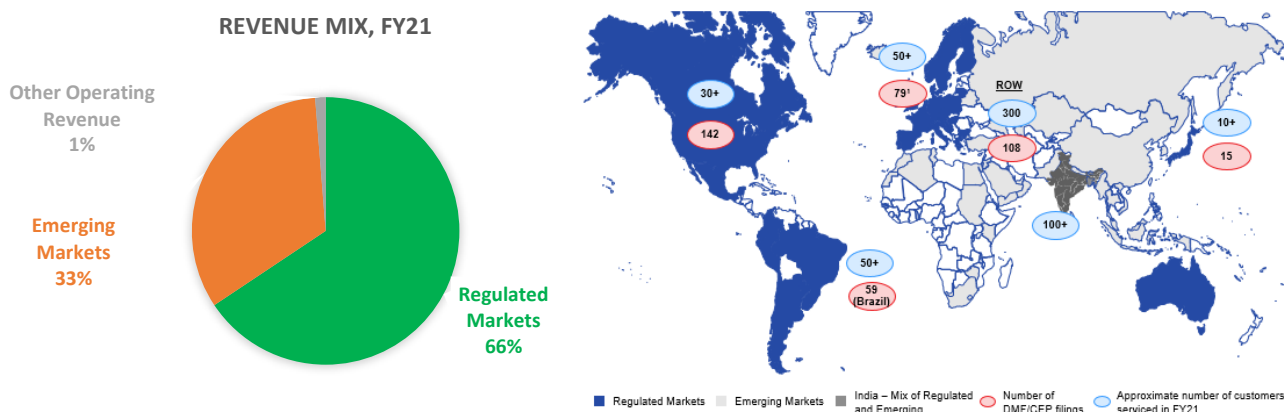 REVENUE MIX, FY21
Other Operating
Revenue
1%
Emerging
Markets
33%
Regulated
Markets
66%
50+
30+
79³
ROW
300
10+
142
108
15
100+
50+
59
(Brazil)
Regulated Markets
Emerging Markets
India – Mix of Regulated
and Emerging
Number of
DMF/CEP filings
Approximate number of customers
serviced in FY21